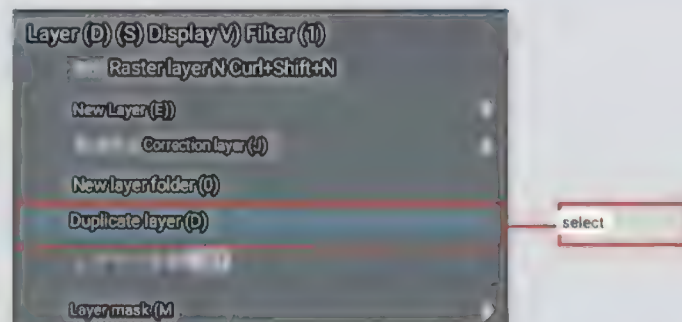 Layer (D) (S) Display V) Filter (1)
Raster layer N Curl+Shift+N
New Layer (E))
Correction layer (J)
New layer folder (0)
Duplicate layer (D)
select
Layer mask (M